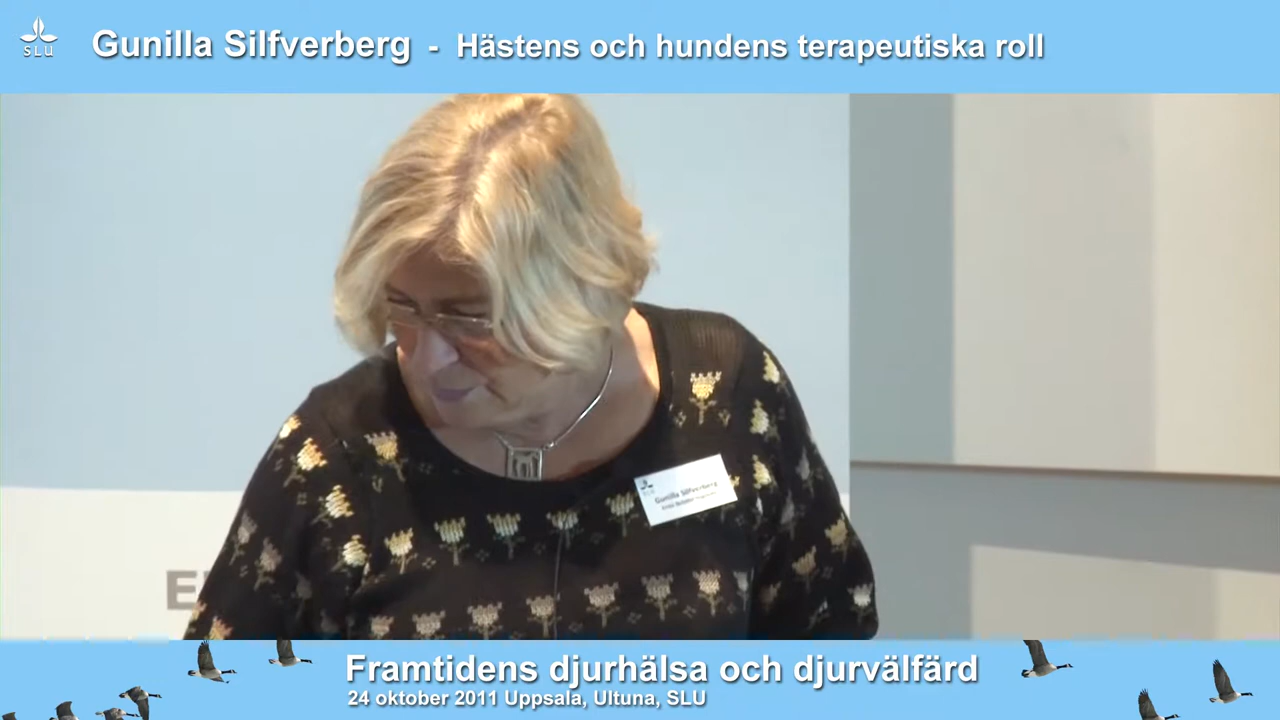 SLU
Gunilla Silfverberg - Hästens och hundens terapeutiska roll
SLU
Gunilla Silfverberg
E
Framtidens djurhälsa och djurvälfärd
24 oktober 2011 Uppsala, Ultuna, SLU